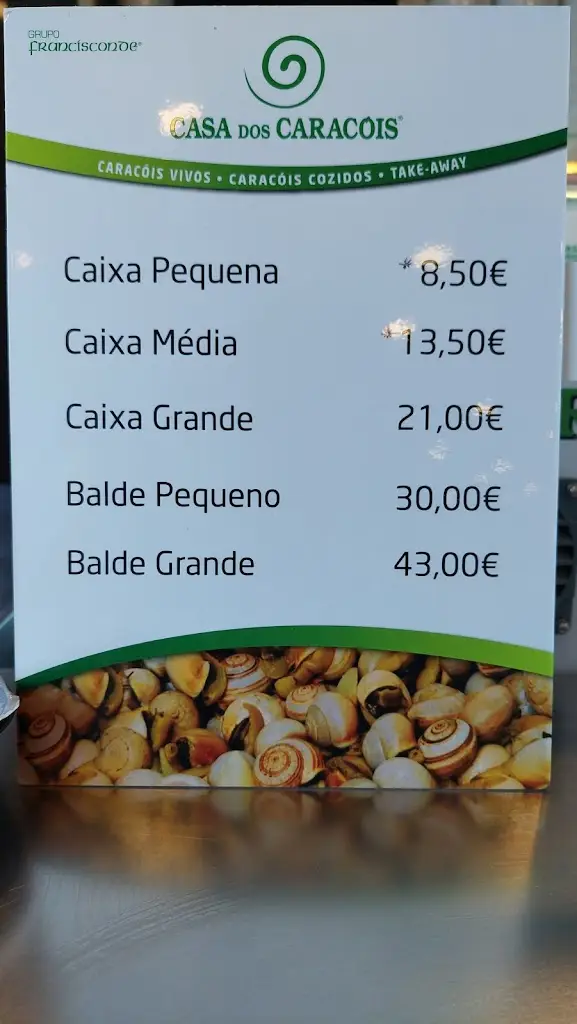 GRUPO
FRANCISCONDE®
CASA DOS CARACÓIS®
CARACÓIS VIVOS • CARACÓIS COZIDOS • TAKE-AWAY
Caixa Pequena *8,50€
Caixa Média *13,50€
Caixa Grande 21,00€
Balde Pequeno 30,00€
Balde Grande 43,00€